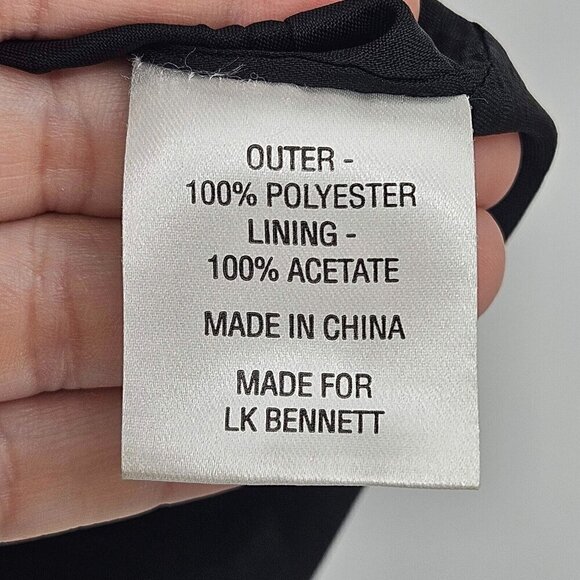 OUTER -
100% POLYESTER
LINING -
100% ACETATE
MADE IN CHINA
MADE FOR
LK BENNETT